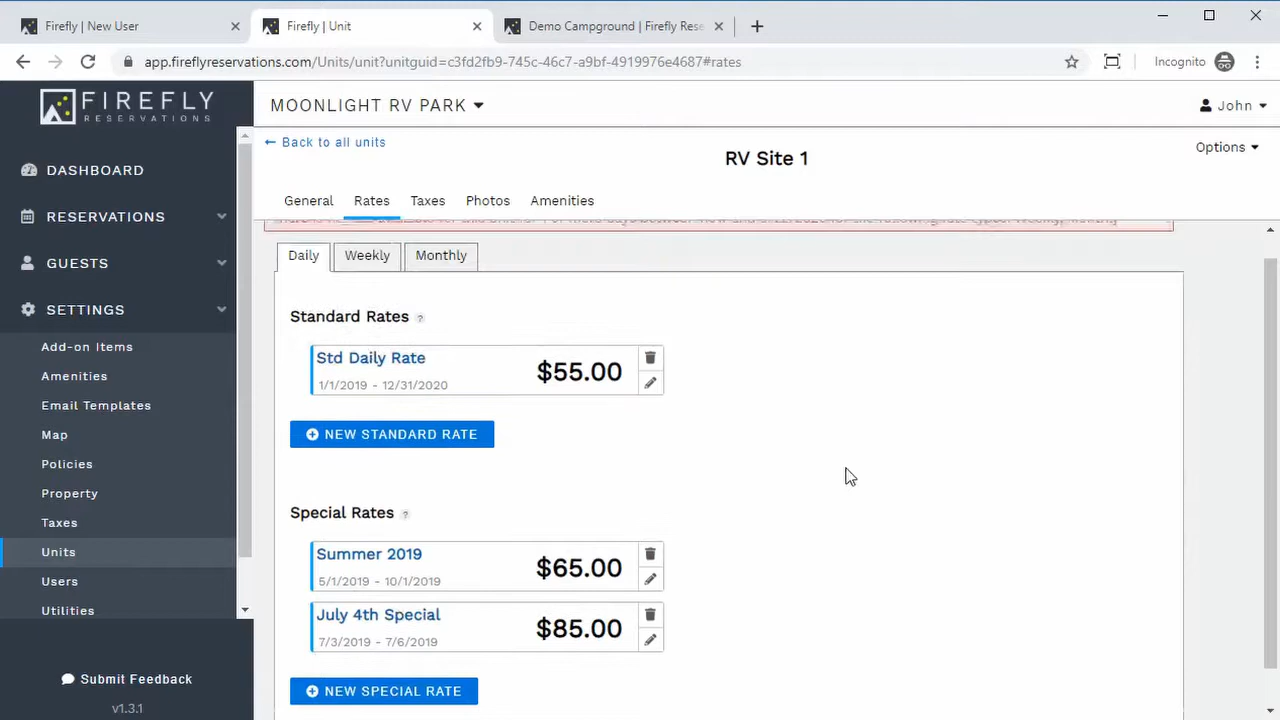 Firefly | New User
Firefly | Unit
Demo Campground | Firefly Rese
app.fireflyreservations.com/Units/unit?unitguid=c3fd2fb9-745c-46c7-a9bf-4919976e4687#rates
Incognito
FIREFLY
RESERVATIONS
MOONLIGHT RV PARK
John
← Back to all units
RV Site 1
Options
General
Rates
Taxes
Photos
Amenities
DASHBOARD
RESERVATIONS
GUESTS
SETTINGS
Add-on Items
Amenities
Email Templates
Map
Policies
Property
Taxes
Units
Users
Utilities
Submit Feedback
v1.3.1
Daily
Weekly
Monthly
Standard Rates ?
Std Daily Rate
$55.00
1/1/2019 - 12/31/2020
NEW STANDARD RATE
Special Rates ?
Summer 2019
$65.00
5/1/2019 - 10/1/2019
July 4th Special
$85.00
7/3/2019 - 7/6/2019
NEW SPECIAL RATE